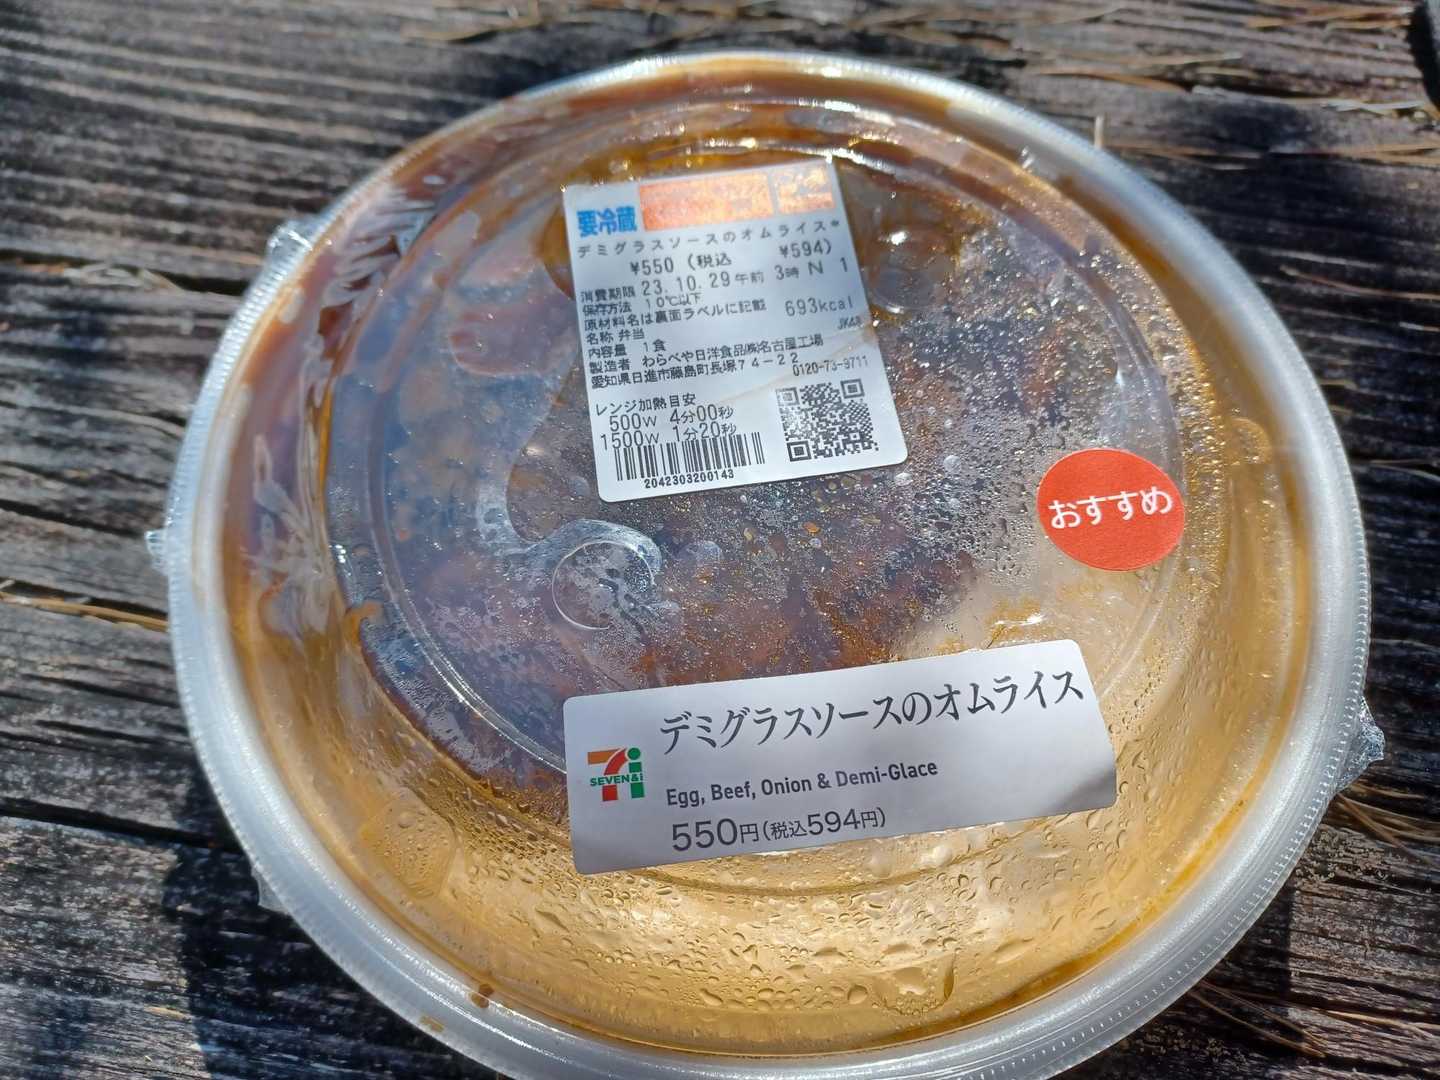 要冷蔵
デミグラスソースのオムライス*
¥550 (税込 ¥594)
消費期限 23.10.29 午前 3時 N 1
保存方法 10℃以下
原材料名は裏面ラベルに記載 693kcal
名称 弁当 JK43
内容量 1食
製造者 わらべや日洋食品㈱名古屋工場
愛知県日進市藤島町長塚74-22
0120-73-9711
レンジ加熱目安
500W 4分00秒
1500W 1分20秒
2042303200143
おすすめ
デミグラスソースのオムライス
SEVEN&i
Egg, Beef, Onion & Demi-Glace
550円(税込594円)